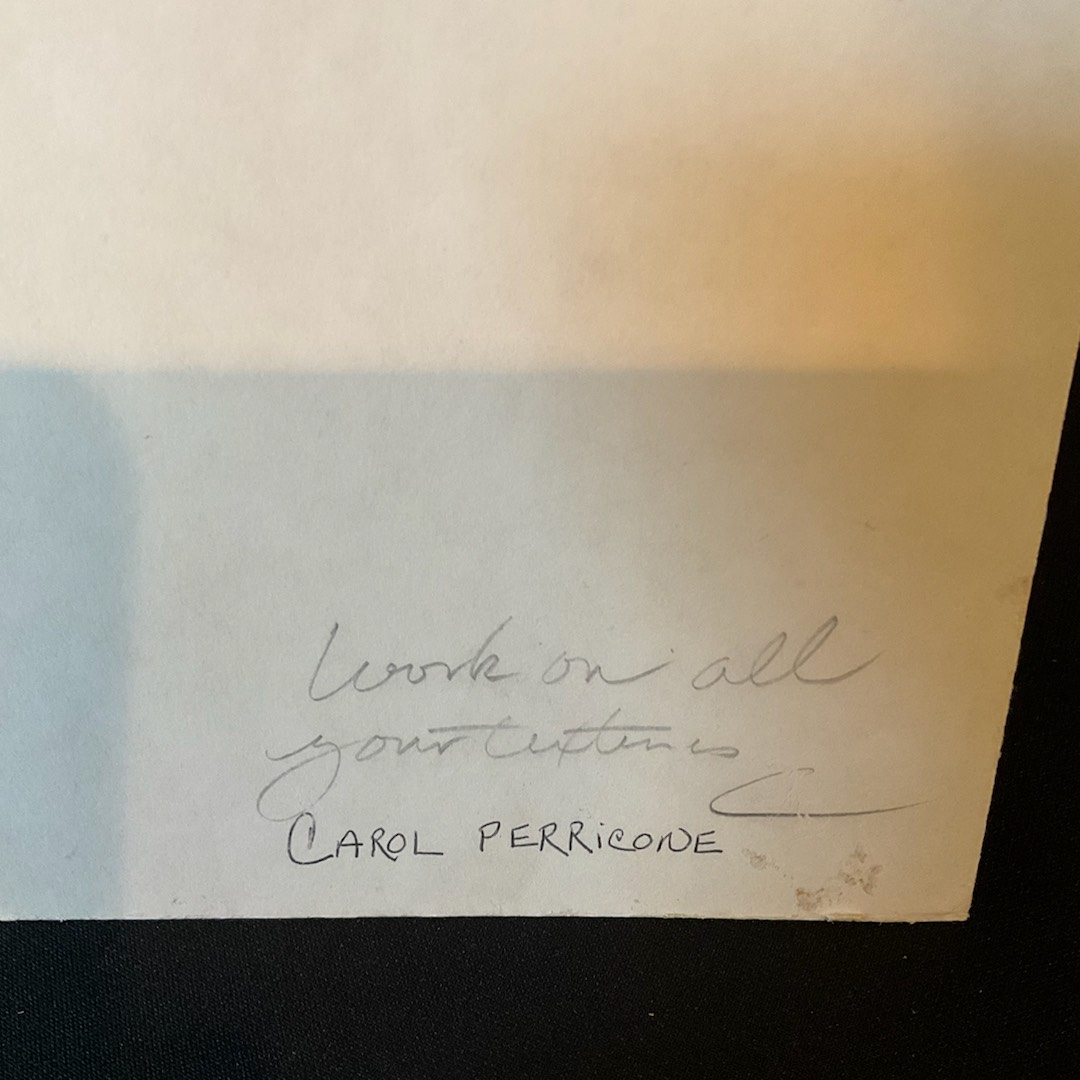 Work on all
your textures
C
CAROL PERRICONE